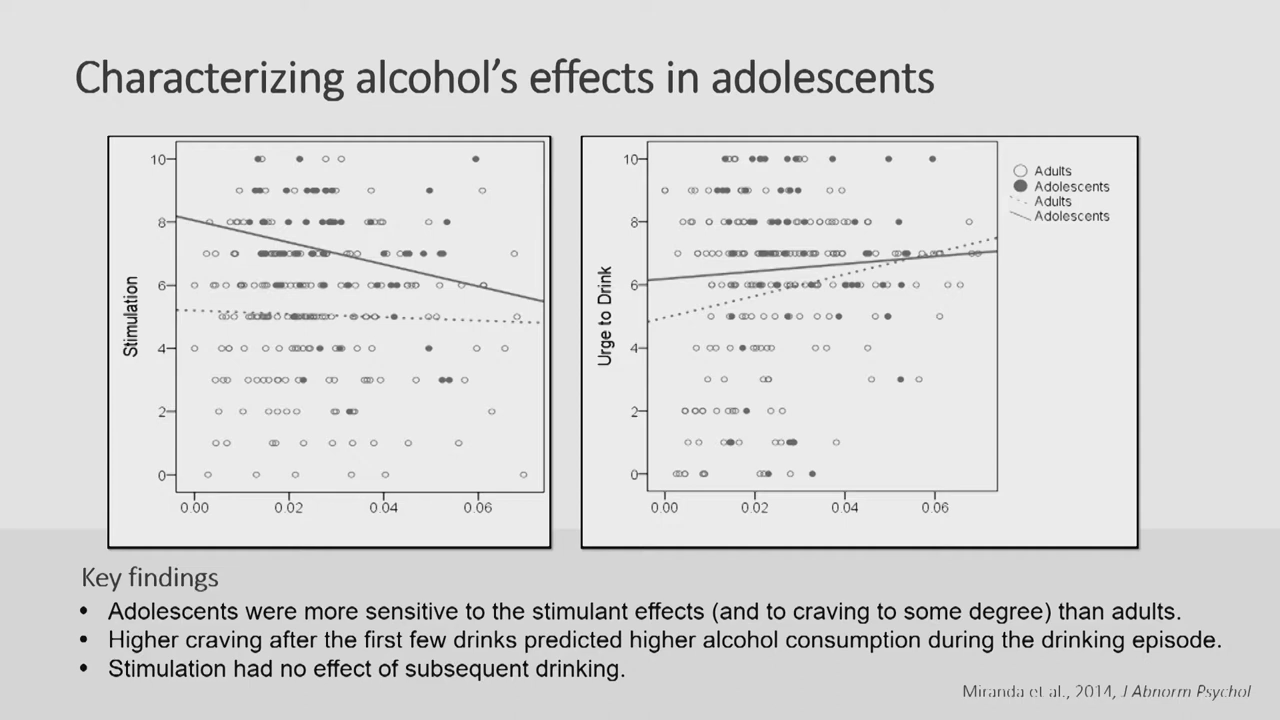 Characterizing alcohol's effects in adolescents
Stimulation
10
8
6
4
2
0
0.00 0.02 0.04 0.06
Urge to Drink
10
8
6
4
2
0
0.00 0.02 0.04 0.06
Adults
Adolescents
Adults
Adolescents
Key findings
• Adolescents were more sensitive to the stimulant effects (and to craving to some degree) than adults.
• Higher craving after the first few drinks predicted higher alcohol consumption during the drinking episode.
• Stimulation had no effect of subsequent drinking.
Miranda et al., 2014, J Abnorm Psychol